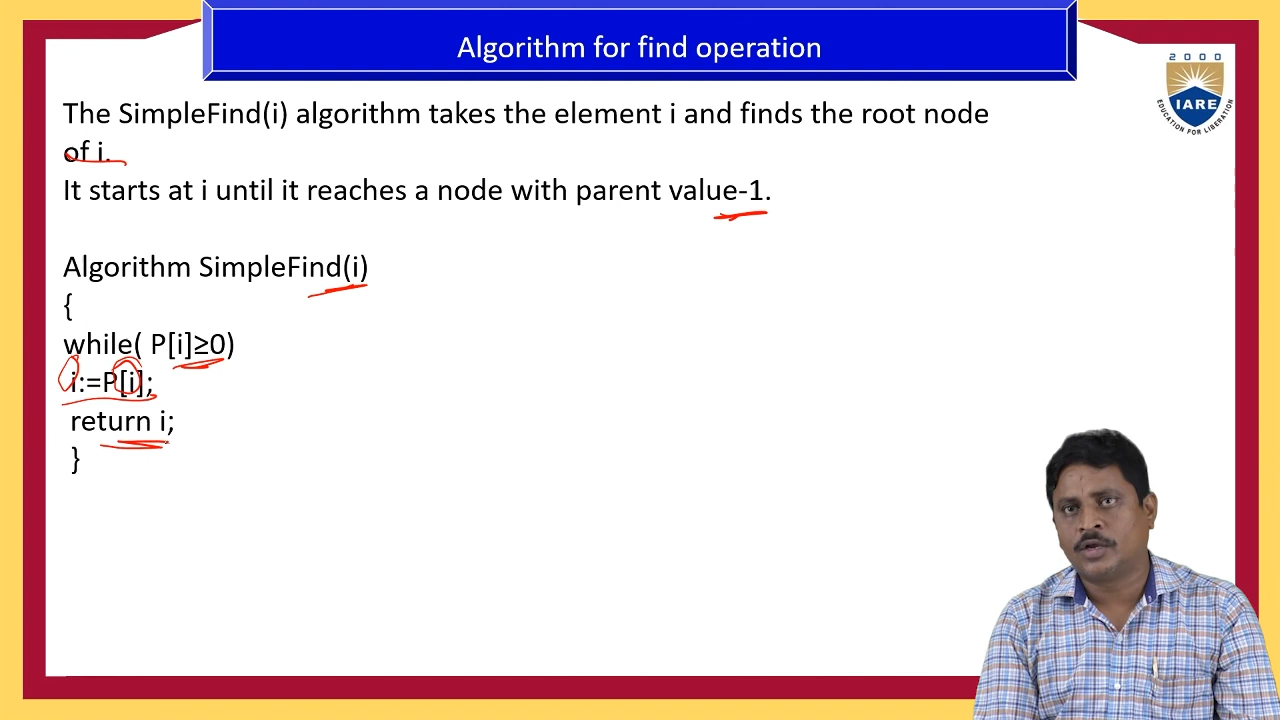 Algorithm for find operation
2000
IARE
EDUCATION FOR LIBERATION
The SimpleFind(i) algorithm takes the element i and finds the root node
of i.
It starts at i until it reaches a node with parent value-1.
Algorithm SimpleFind(i)
{
while( P[i]≥0)
i:=P[i];
return i;
}